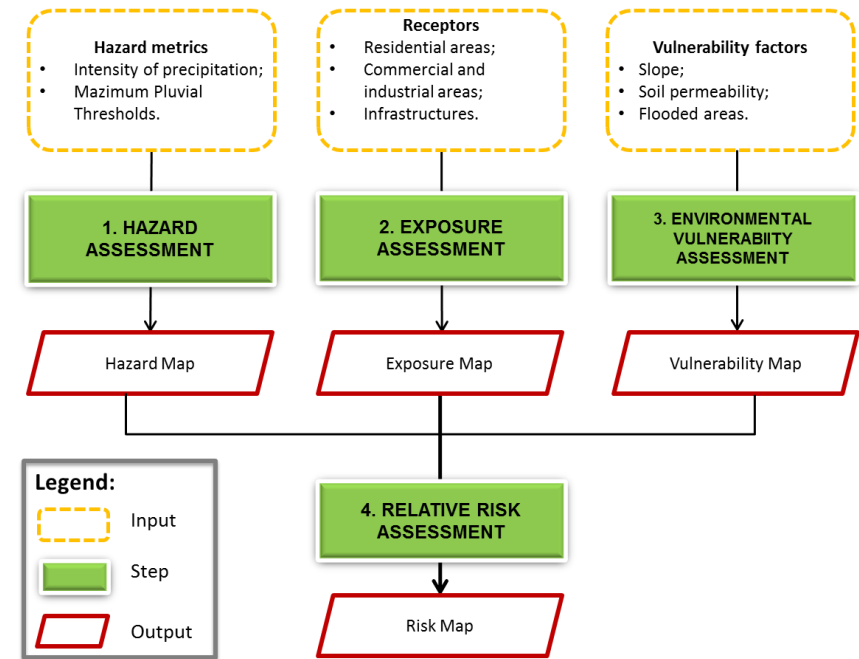 Hazard metrics
• Intensity of precipitation;
• Mazimum Pluvial
Thresholds.
Receptors
• Residential areas;
• Commercial and
industrial areas;
• Infrastructures.
Vulnerability factors
• Slope;
• Soil permeability;
• Flooded areas.
1. HAZARD
ASSESSMENT
2. EXPOSURE
ASSESSMENT
3. ENVIRONMENTAL
VULNERABIITY
ASSESSMENT
Hazard Map
Exposure Map
Vulnerability Map
4. RELATIVE RISK
ASSESSMENT
Risk Map
Legend:
Input
Step
Output